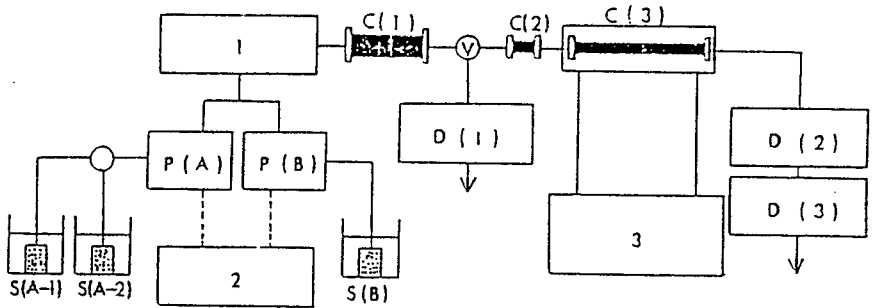 C(1)
C(2)
C(3)
1
V
P(A)
P(B)
D(1)
D(2)
D(3)
2
3
S(A-1)
S(A-2)
S(B)